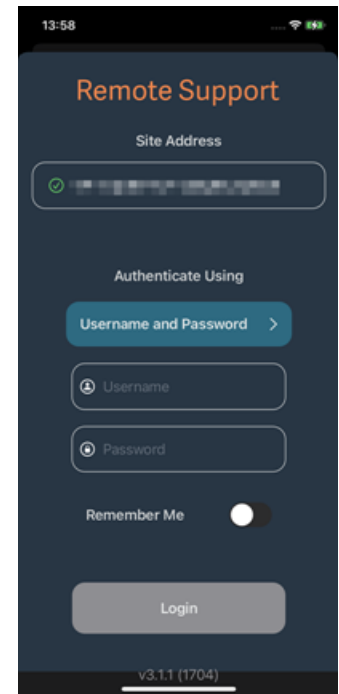 13:58
Remote Support
Site Address
Authenticate Using
Username and Password
Username
Password
Remember Me
Login
v3.1.1 (1704)